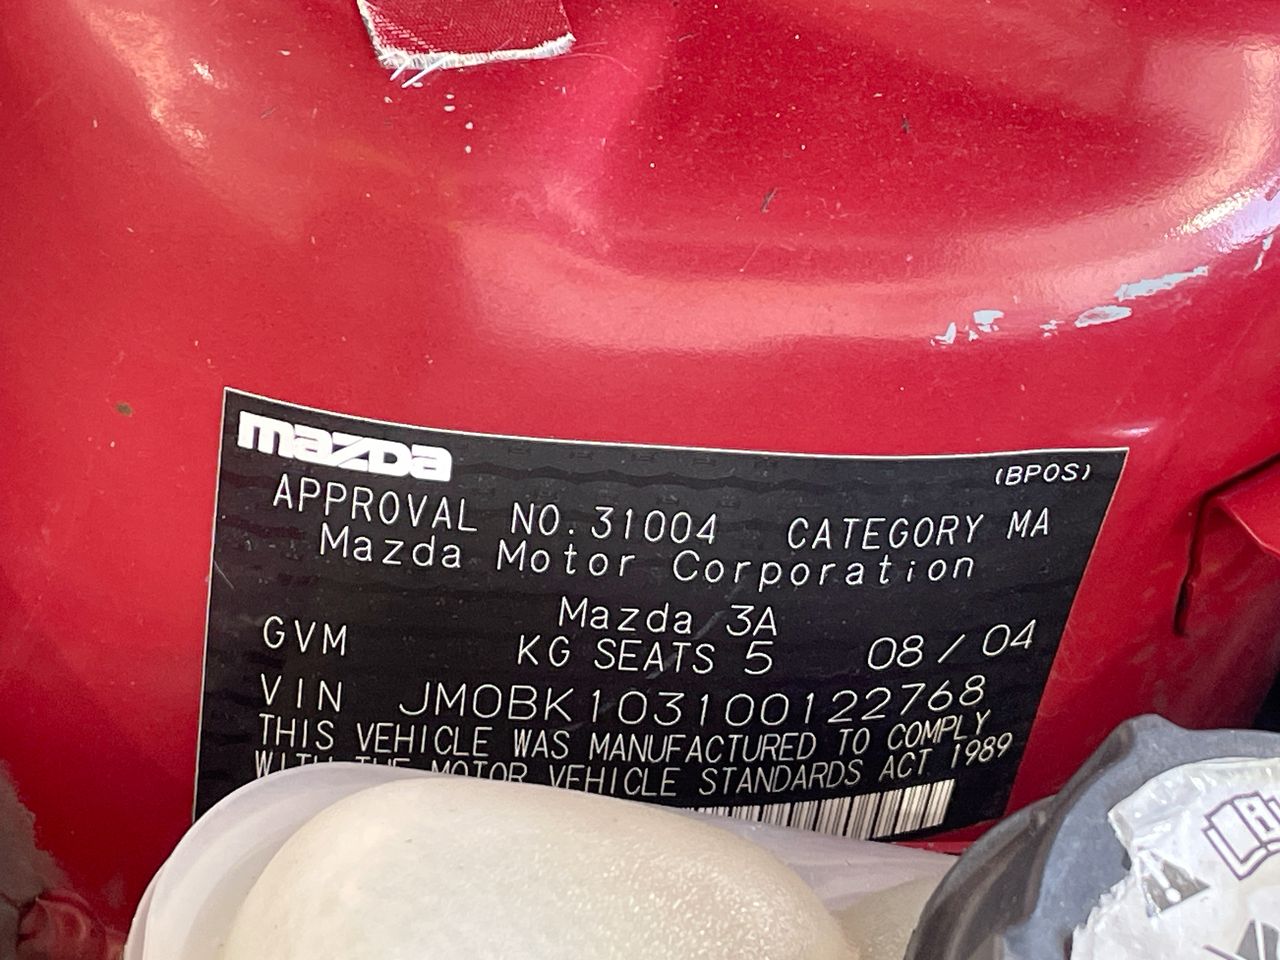 mazda
(BPOS)
APPROVAL NO. 31004 CATEGORY MA
Mazda Motor Corporation
Mazda 3A
GVM KG SEATS 5 08 / 04
VIN JM0BK103100122768
THIS VEHICLE WAS MANUFACTURED TO COMPLY
WITH THE MOTOR VEHICLE STANDARDS ACT 1989